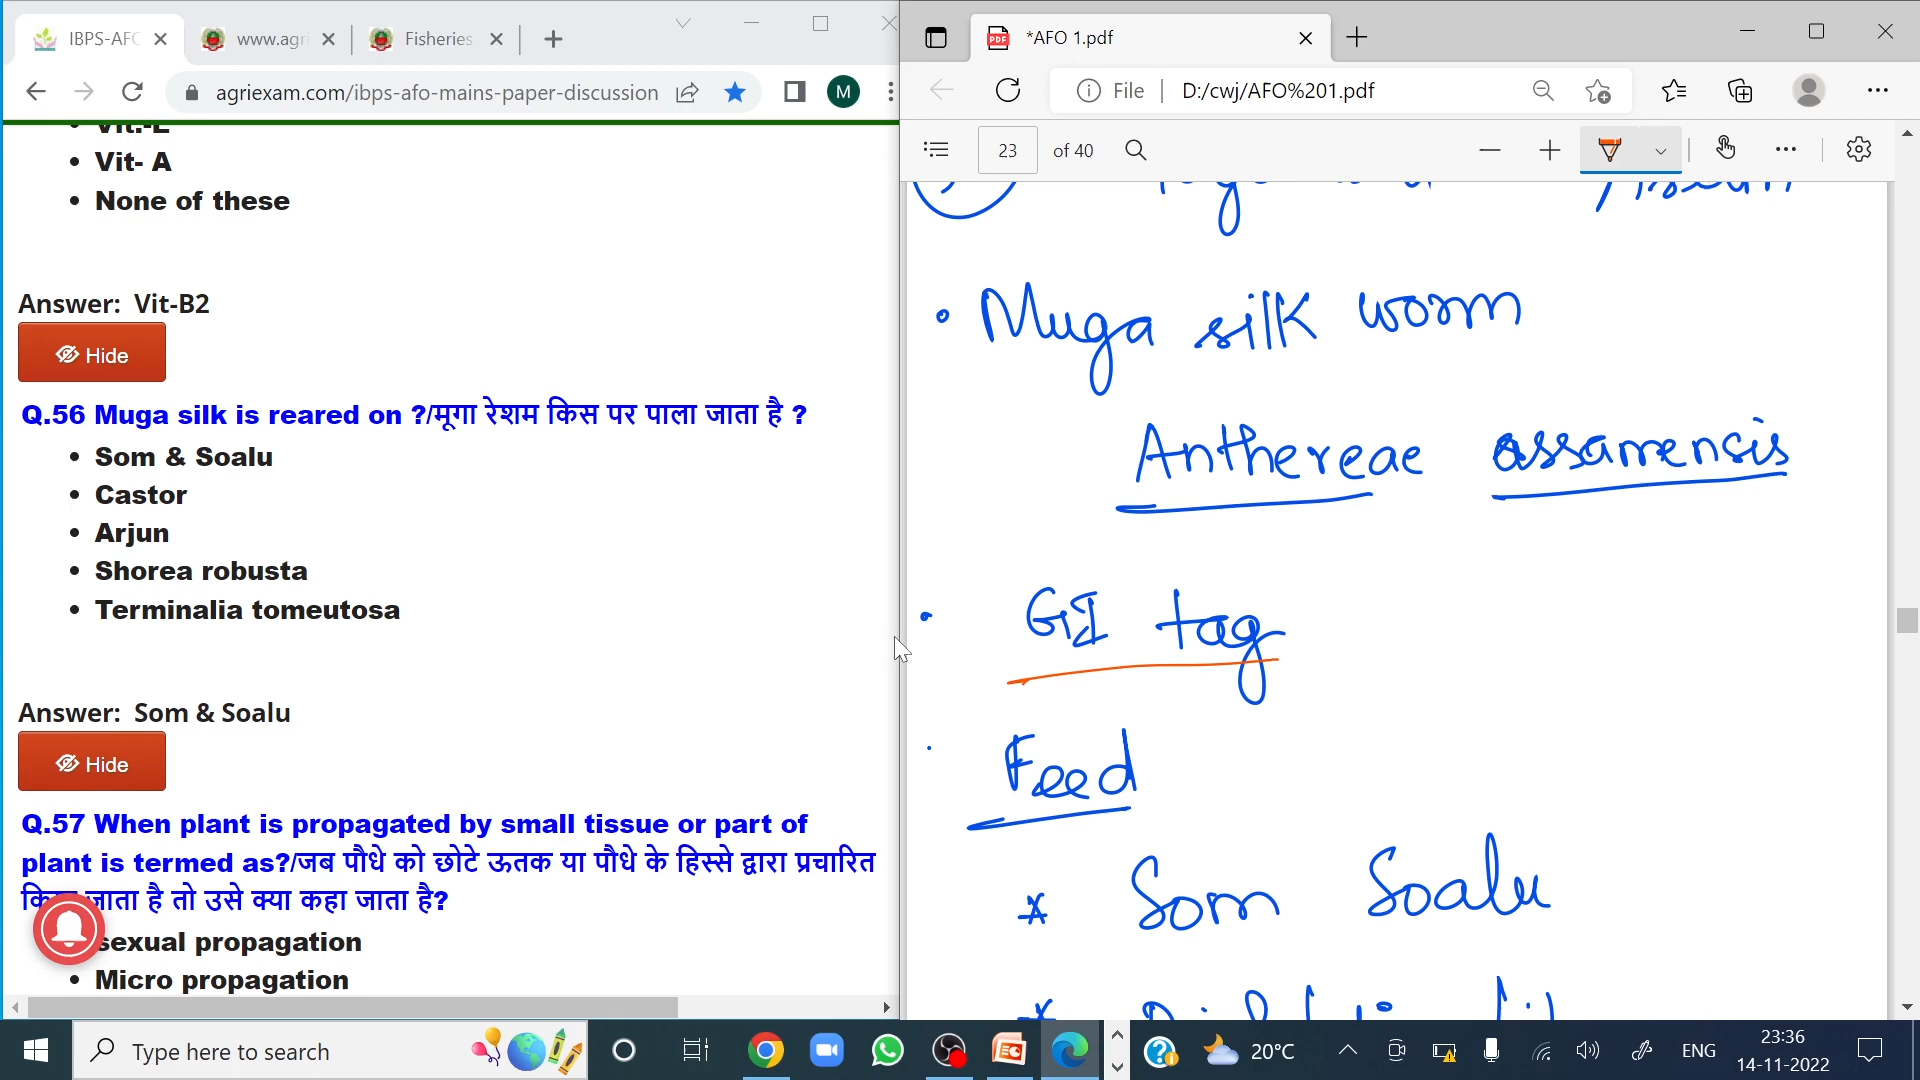 IBPS-AFC
www.agri
Fisheries
*AFO 1.pdf
agriexam.com/ibps-afo-mains-paper-discussion
M
File
D:/cwj/AFO%201.pdf
23
of 40
Vit.-E
Vit- A
None of these
Answer: Vit-B2
Hide
Q.56 Muga silk is reared on ?/मूगा रेशम किस पर पाला जाता है ?
Som & Soalu
Castor
Arjun
Shorea robusta
Terminalia tomeutosa
Answer: Som & Soalu
Hide
Q.57 When plant is propagated by small tissue or part of
plant is termed as?/जब पौधे को छोटे ऊतक या पौधे के हिस्से द्वारा प्रचारित
जाता है तो उसे क्या कहा जाता है?
sexual propagation
Micro propagation
Muga silk worm
Anthereae assamensis
GI tag
Feed
* Som Soalu
Type here to search
20°C
ENG
23:36
14-11-2022